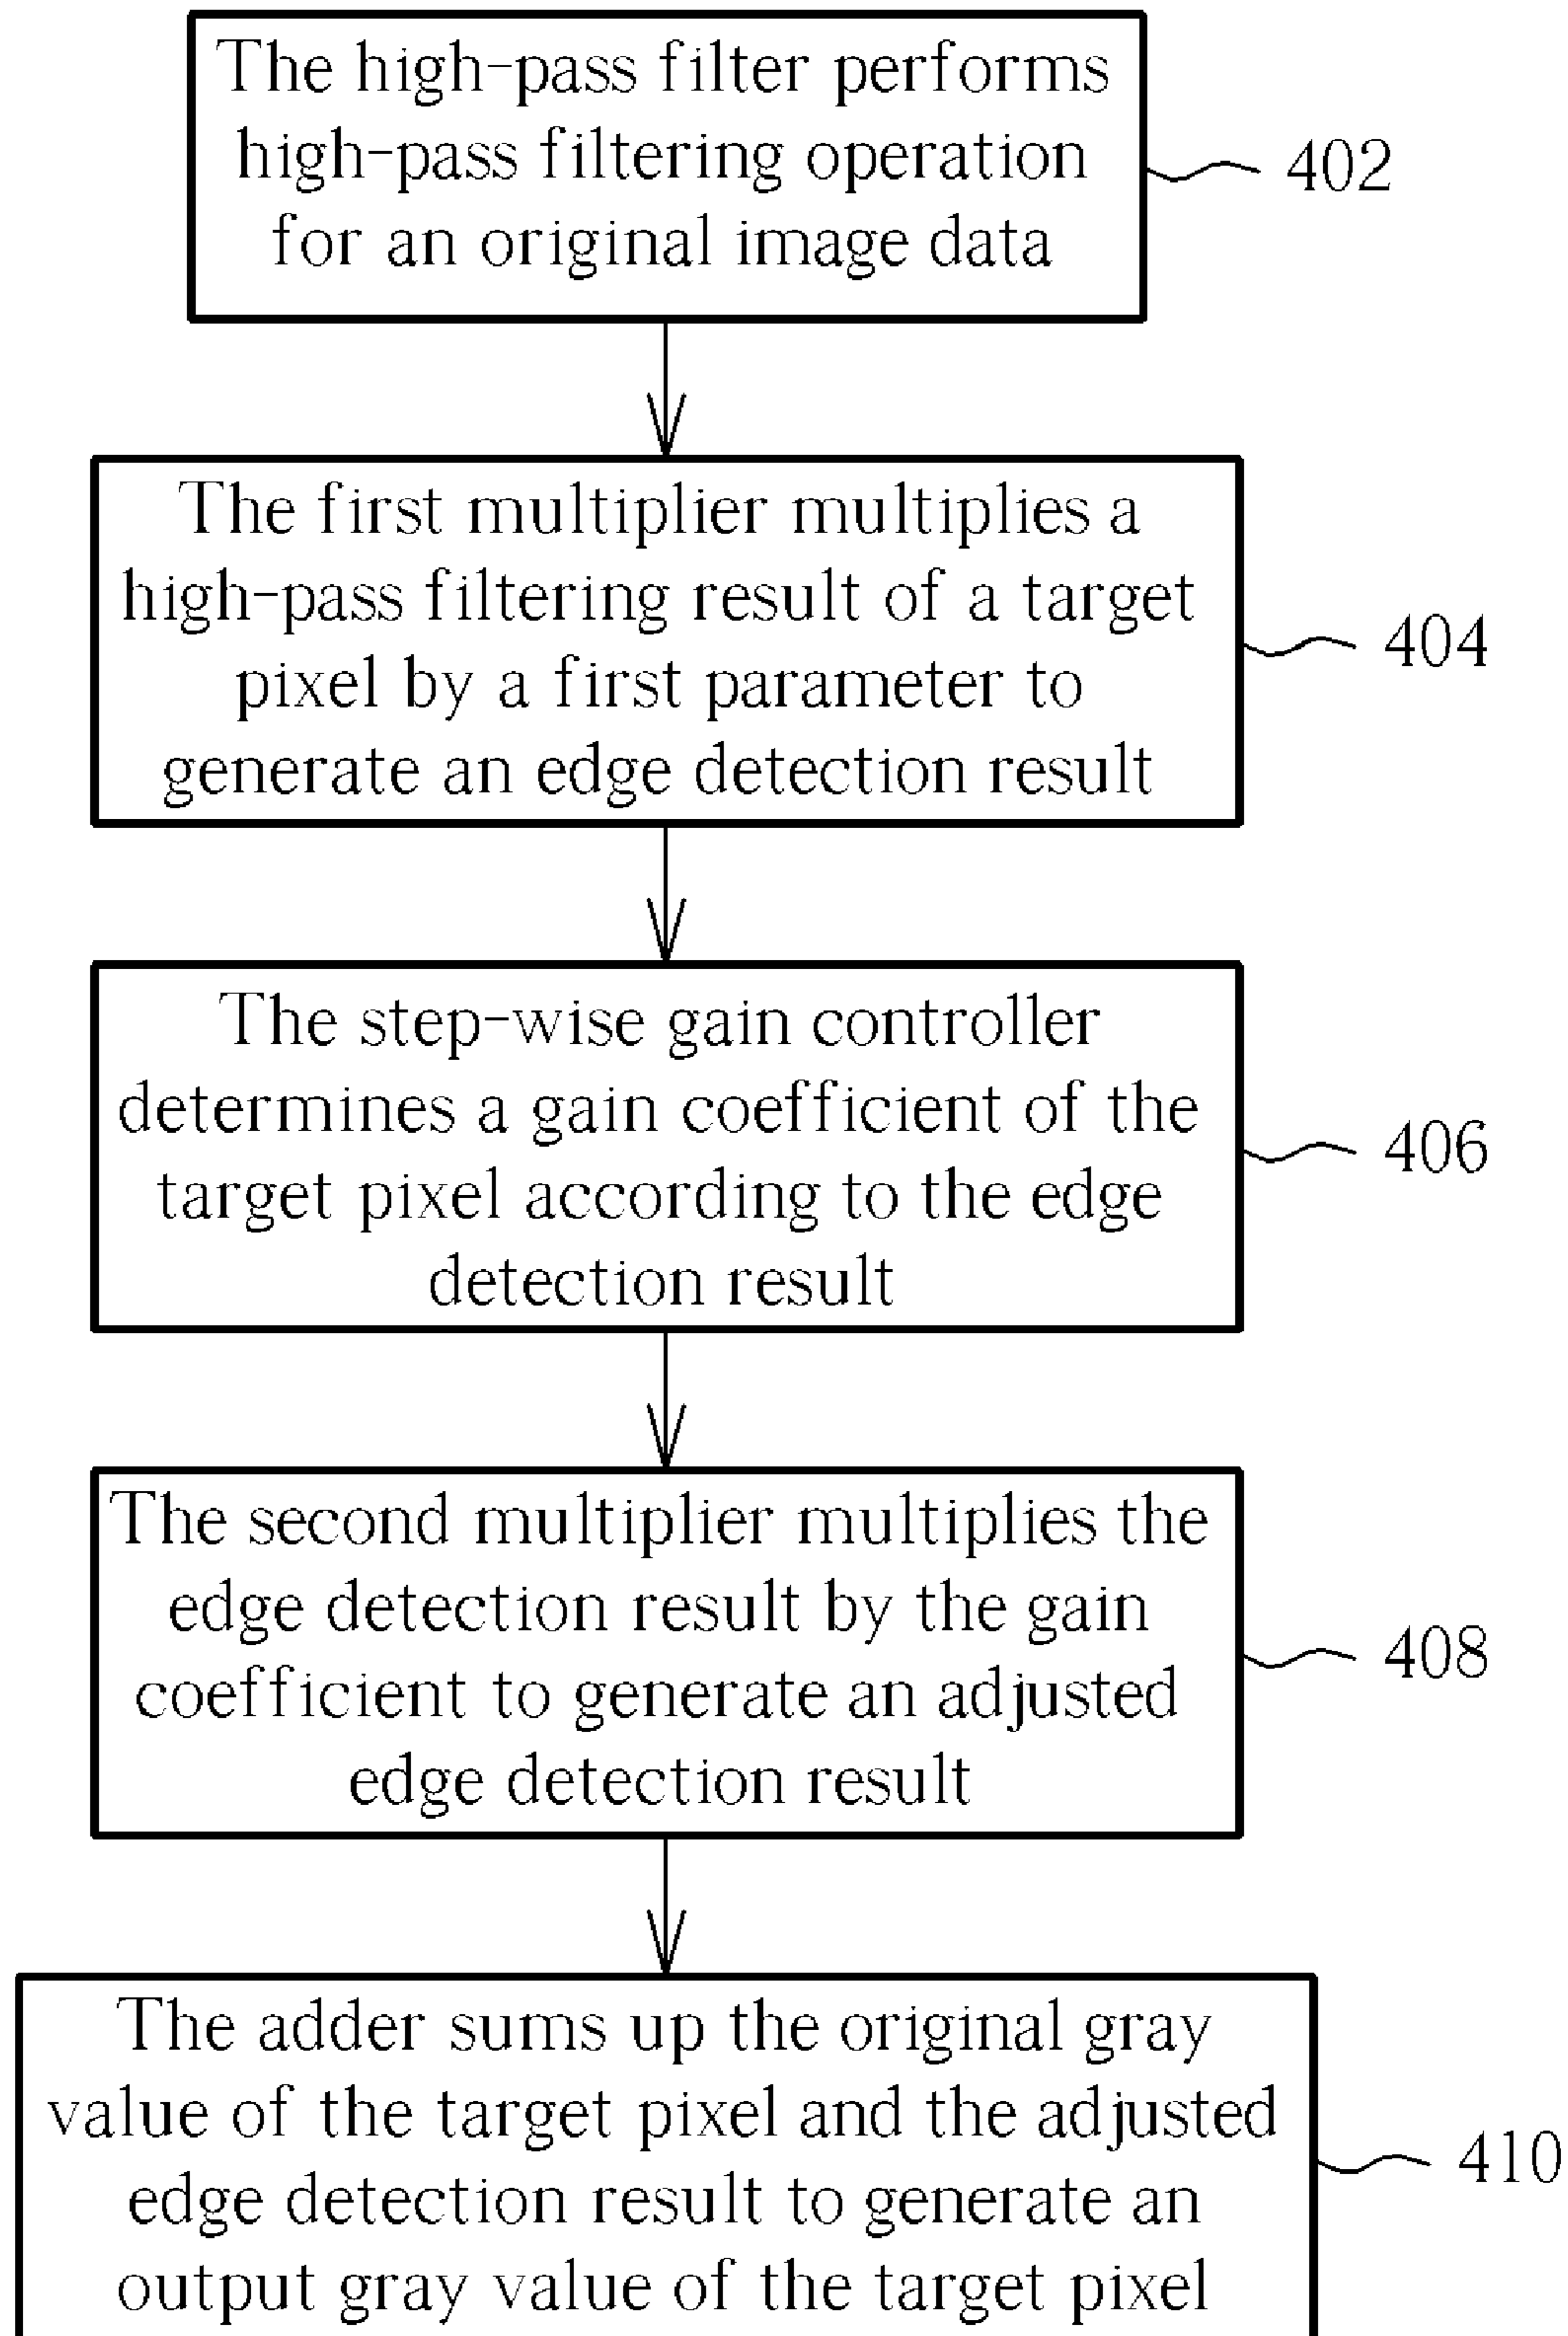 The high-pass filter performs
high-pass filtering operation
for an original image data
402
The first multiplier multiplies a
high-pass filtering result of a target
pixel by a first parameter to
generate an edge detection result
404
The step-wise gain controller
determines a gain coefficient of the
target pixel according to the edge
detection result
406
The second multiplier multiplies the
edge detection result by the gain
coefficient to generate an adjusted
edge detection result
408
The adder sums up the original gray
value of the target pixel and the adjusted
edge detection result to generate an
output gray value of the target pixel
410